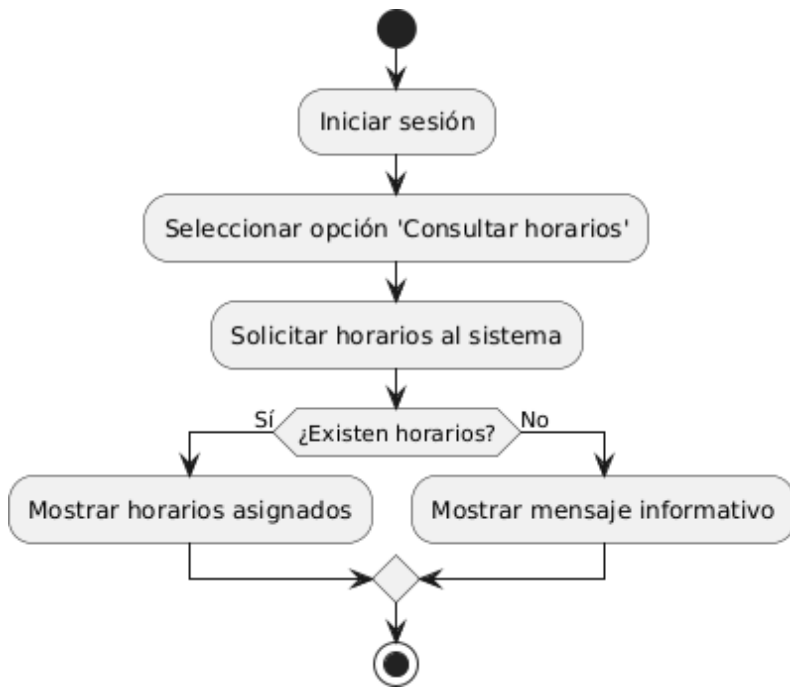 Iniciar sesión
Seleccionar opción 'Consultar horarios'
Solicitar horarios al sistema
Sí
¿Existen horarios?
No
Mostrar horarios asignados
Mostrar mensaje informativo